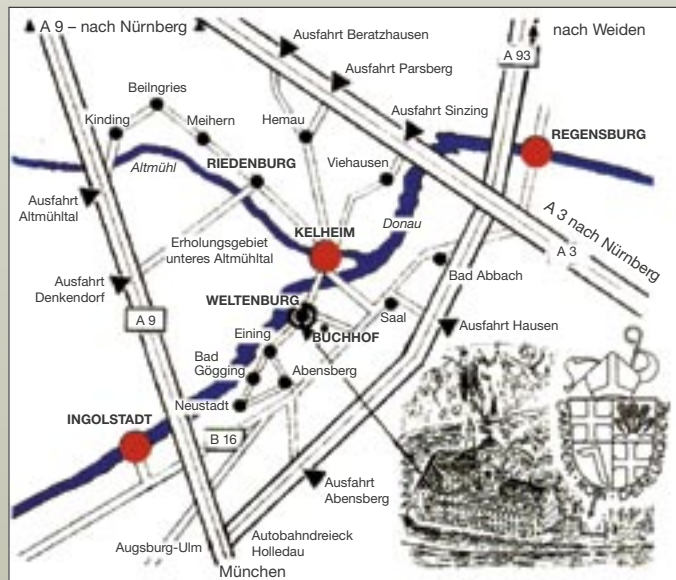 A 9 – nach Nürnberg
nach Weiden
Ausfahrt Beratzhausen
A 93
Ausfahrt Parsberg
Beilngries
Ausfahrt Sinzing
Kinding
Meihern
Hemau
REGENSBURG
Altmühl
RIEDENBURG
Viehausen
Ausfahrt
Altmühltal
Donau
A 3 nach Nürnberg
KELHEIM
Erholungsgebiet
unteres Altmühltal
A 3
Bad Abbach
Ausfahrt
Denkendorf
WELTENBURG
Saal
A 9
BUCHHOF
Ausfahrt Hausen
Eining
Bad
Gögging
Abensberg
Neustadt
INGOLSTADT
B 16
Ausfahrt
Abensberg
Autobahndreieck
Holledau
Augsburg-Ulm
München